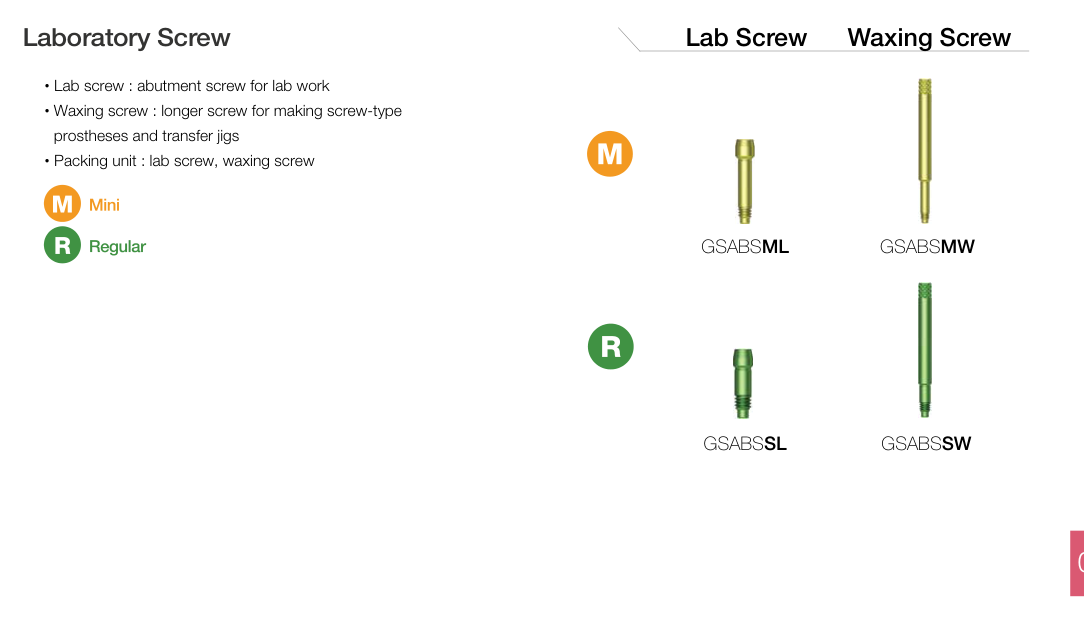 Laboratory Screw
• Lab screw : abutment screw for lab work
• Waxing screw : longer screw for making screw-type
prostheses and transfer jigs
• Packing unit : lab screw, waxing screw
M Mini
R Regular
Lab Screw Waxing Screw
M
GSABSML GSABSMW
R
GSABSSL GSABSSW